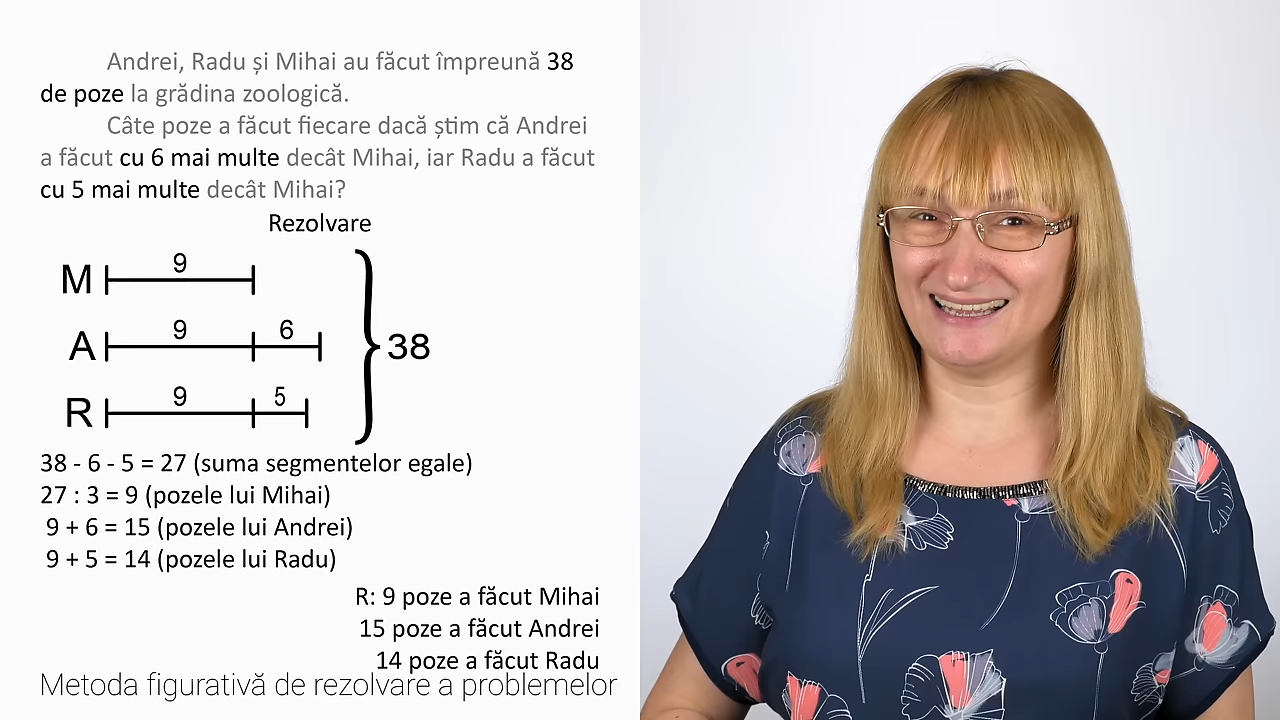 Andrei, Radu și Mihai au făcut împreună 38
de poze la grădina zoologică.
Câte poze a făcut fiecare dacă știm că Andrei
a făcut cu 6 mai multe decât Mihai, iar Radu a făcut
cu 5 mai multe decât Mihai?
Rezolvare
M 9
A 9 6
38
R 9 5
38 - 6 - 5 = 27 (suma segmentelor egale)
27 : 3 = 9 (pozele lui Mihai)
9 + 6 = 15 (pozele lui Andrei)
9 + 5 = 14 (pozele lui Radu)
R: 9 poze a făcut Mihai
15 poze a făcut Andrei
14 poze a făcut Radu
Metoda figurativă de rezolvare a problemelor